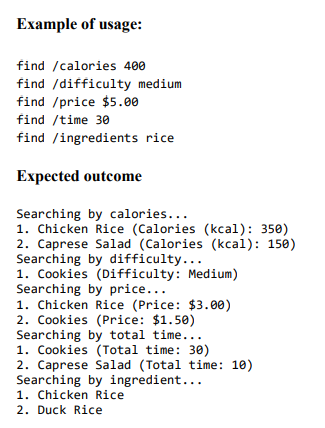 Example of usage:
find /calories 400
find /difficulty medium
find /price $5.00
find /time 30
find /ingredients rice
Expected outcome
Searching by calories...
1. Chicken Rice (Calories (kcal): 350)
2. Caprese Salad (Calories (kcal): 150)
Searching by difficulty...
1. Cookies (Difficulty: Medium)
Searching by price...
1. Chicken Rice (Price: $3.00)
2. Cookies (Price: $1.50)
Searching by total time...
1. Cookies (Total time: 30)
2. Caprese Salad (Total time: 10)
Searching by ingredient...
1. Chicken Rice
2. Duck Rice